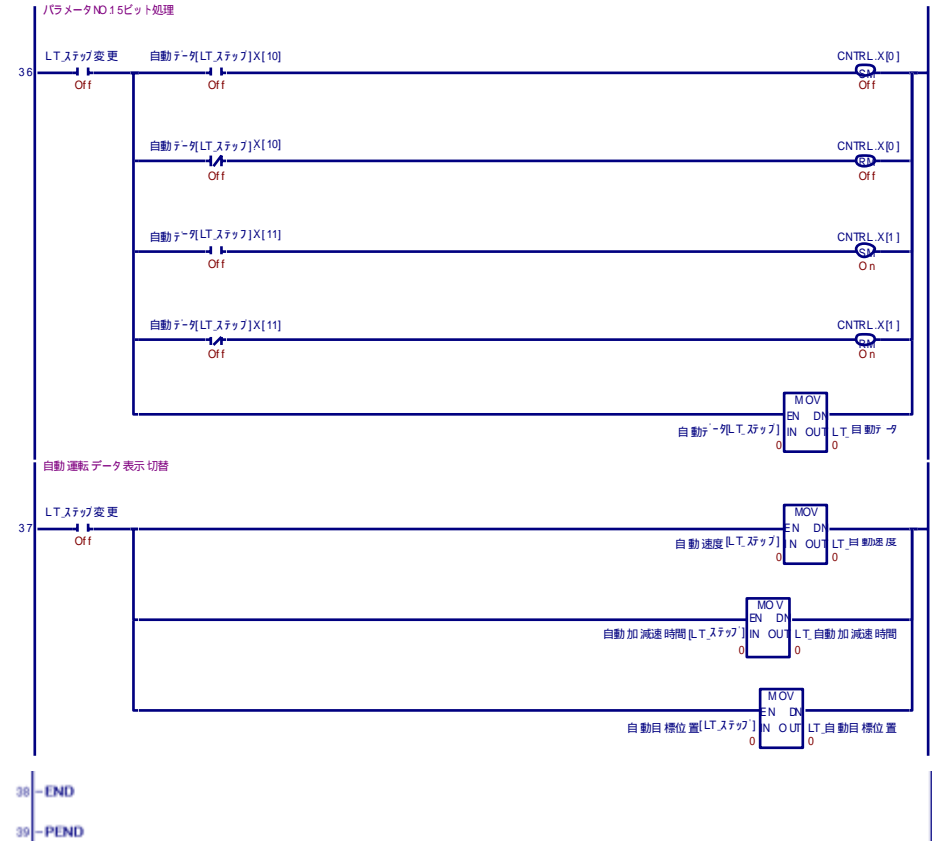 パラメータNO.15ビット処理
LT_ステップ変更 自動データ[LT_ステップ].X[10] CNTRL.X[0]
36 SM
Off Off Off
自動データ[LT_ステップ].X[10] CNTRL.X[0]
RM
Off Off
自動データ[LT_ステップ].X[11] CNTRL.X[1]
SM
Off On
自動データ[LT_ステップ].X[11] CNTRL.X[1]
RM
Off On
MOV
EN DN
自動データ[LT_ステップ] IN OUT LT_自動データ
0 0
自動運転データ表示切替
LT_ステップ変更 MOV
37 EN DN
Off 自動速度[LT_ステップ] IN OUT LT_自動速度
0 0
MOV
EN DN
自動加減速時間[LT_ステップ] IN OUT LT_自動加減速時間
0 0
MOV
EN DN
自動目標位置[LT_ステップ] IN OUT LT_自動目標位置
0 0
38 END
39 PEND